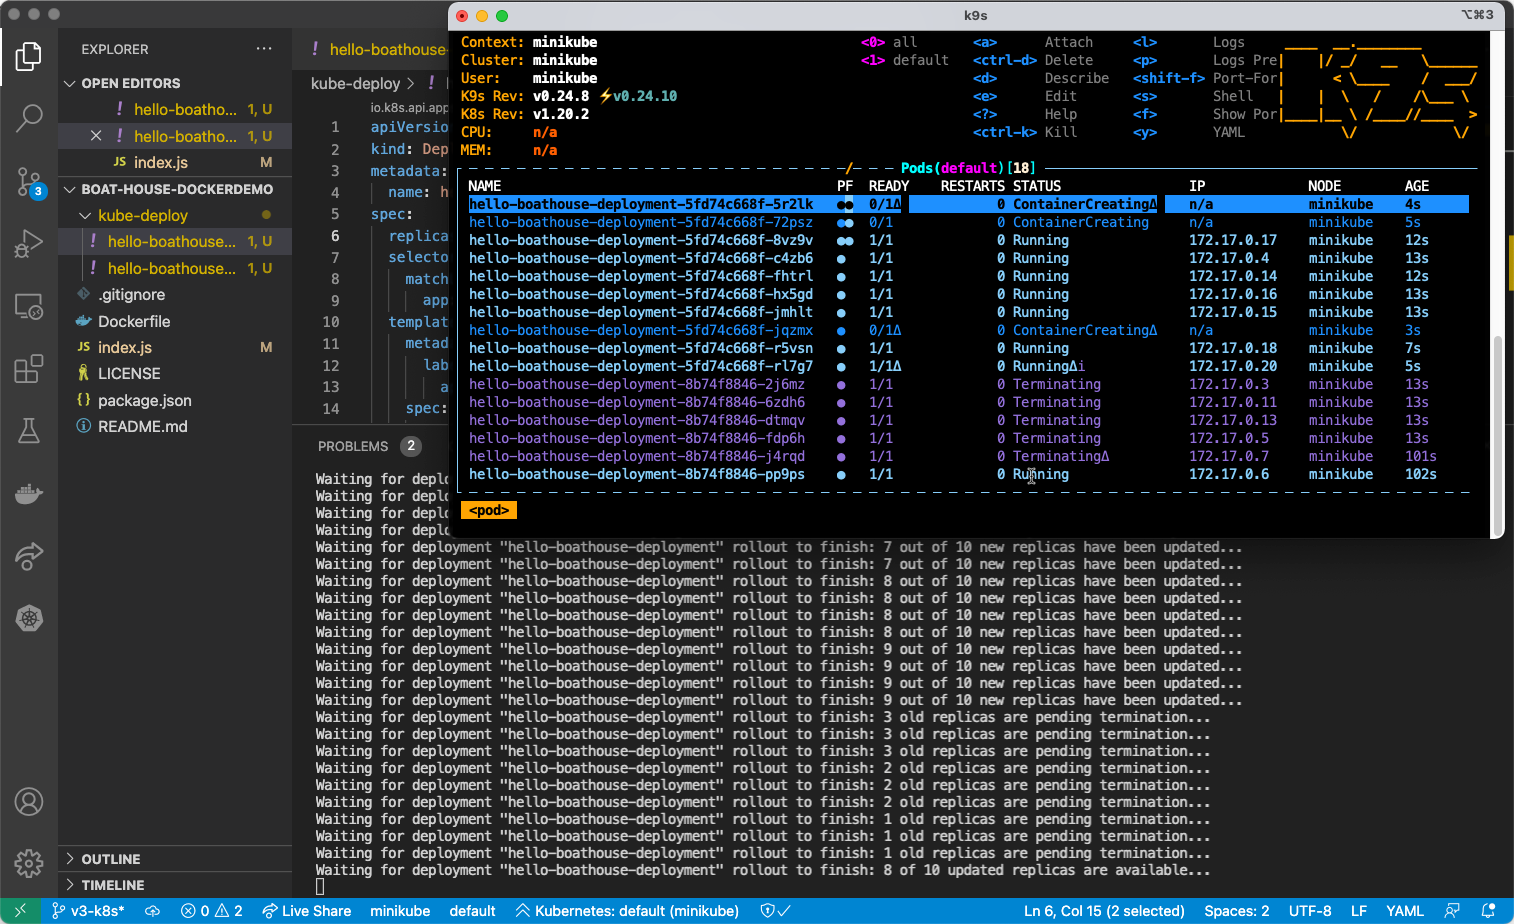 k9s
⌥⌘3
Context: minikube
Cluster: minikube
User: minikube
K9s Rev: v0.24.8 ⚡v0.24.10
K8s Rev: v1.20.2
CPU: n/a
MEM: n/a
<0> all
<1> default
<a> Attach
<ctrl-d> Delete
<d> Describe
<e> Edit
<?> Help
<ctrl-k> Kill
<l> Logs
<p> Logs Pre
<shift-f> Port-For
<s> Shell
<f> Show Por
<y> YAML
Pods(default)[18]
NAME PF READY RESTARTS STATUS IP NODE AGE
hello-boathouse-deployment-5fd74c668f-5r2lk ●● 0/1Δ 0 ContainerCreatingΔ n/a minikube 4s
hello-boathouse-deployment-5fd74c668f-72psz ●● 0/1 0 ContainerCreating n/a minikube 5s
hello-boathouse-deployment-5fd74c668f-8vz9v ●● 1/1 0 Running 172.17.0.17 minikube 12s
hello-boathouse-deployment-5fd74c668f-c4zb6 ● 1/1 0 Running 172.17.0.4 minikube 13s
hello-boathouse-deployment-5fd74c668f-fhtrl ● 1/1 0 Running 172.17.0.14 minikube 12s
hello-boathouse-deployment-5fd74c668f-hx5gd ● 1/1 0 Running 172.17.0.16 minikube 13s
hello-boathouse-deployment-5fd74c668f-jmhlt ● 1/1 0 Running 172.17.0.15 minikube 13s
hello-boathouse-deployment-5fd74c668f-jqzmx ● 0/1Δ 0 ContainerCreatingΔ n/a minikube 3s
hello-boathouse-deployment-5fd74c668f-r5vsn ● 1/1 0 Running 172.17.0.18 minikube 7s
hello-boathouse-deployment-5fd74c668f-rl7g7 ● 1/1Δ 0 RunningΔi 172.17.0.20 minikube 5s
hello-boathouse-deployment-8b74f8846-2j6mz ● 1/1 0 Terminating 172.17.0.3 minikube 13s
hello-boathouse-deployment-8b74f8846-6zdh6 ● 1/1 0 Terminating 172.17.0.11 minikube 13s
hello-boathouse-deployment-8b74f8846-dtmqv ● 1/1 0 Terminating 172.17.0.13 minikube 13s
hello-boathouse-deployment-8b74f8846-fdp6h ● 1/1 0 Terminating 172.17.0.5 minikube 13s
hello-boathouse-deployment-8b74f8846-j4rqd ● 1/1 0 TerminatingΔ 172.17.0.7 minikube 101s
hello-boathouse-deployment-8b74f8846-pp9ps ● 1/1 0 Running 172.17.0.6 minikube 102s
<pod>
EXPLORER ···
OPEN EDITORS
! hello-boatho... 1, U
! hello-boatho... 1, U
JS index.js M
BOAT-HOUSE-DOCKERDEMO
kube-deploy
! hello-boathouse... 1, U
! hello-boathouse... 1, U
.gitignore
Dockerfile
JS index.js M
LICENSE
{} package.json
README.md
OUTLINE
TIMELINE
3
! hello-boathouse-
kube-deploy > !
io.k8s.api.app
1 apiVersio
2 kind: Dep
3 metadata:
4 name: h
5 spec:
6 replica
7 selecto
8 match
9 app
10 templat
11 metad
12 lab
13 a
14 spec:
PROBLEMS 2
Waiting for deplo
Waiting for deplo
Waiting for deplo
Waiting for deplo
Waiting for deployment "hello-boathouse-deployment" rollout to finish: 7 out of 10 new replicas have been updated...
Waiting for deployment "hello-boathouse-deployment" rollout to finish: 7 out of 10 new replicas have been updated...
Waiting for deployment "hello-boathouse-deployment" rollout to finish: 8 out of 10 new replicas have been updated...
Waiting for deployment "hello-boathouse-deployment" rollout to finish: 8 out of 10 new replicas have been updated...
Waiting for deployment "hello-boathouse-deployment" rollout to finish: 8 out of 10 new replicas have been updated...
Waiting for deployment "hello-boathouse-deployment" rollout to finish: 8 out of 10 new replicas have been updated...
Waiting for deployment "hello-boathouse-deployment" rollout to finish: 9 out of 10 new replicas have been updated...
Waiting for deployment "hello-boathouse-deployment" rollout to finish: 9 out of 10 new replicas have been updated...
Waiting for deployment "hello-boathouse-deployment" rollout to finish: 9 out of 10 new replicas have been updated...
Waiting for deployment "hello-boathouse-deployment" rollout to finish: 9 out of 10 new replicas have been updated...
Waiting for deployment "hello-boathouse-deployment" rollout to finish: 3 old replicas are pending termination...
Waiting for deployment "hello-boathouse-deployment" rollout to finish: 3 old replicas are pending termination...
Waiting for deployment "hello-boathouse-deployment" rollout to finish: 3 old replicas are pending termination...
Waiting for deployment "hello-boathouse-deployment" rollout to finish: 2 old replicas are pending termination...
Waiting for deployment "hello-boathouse-deployment" rollout to finish: 2 old replicas are pending termination...
Waiting for deployment "hello-boathouse-deployment" rollout to finish: 2 old replicas are pending termination...
Waiting for deployment "hello-boathouse-deployment" rollout to finish: 1 old replicas are pending termination...
Waiting for deployment "hello-boathouse-deployment" rollout to finish: 1 old replicas are pending termination...
Waiting for deployment "hello-boathouse-deployment" rollout to finish: 1 old replicas are pending termination...
Waiting for deployment "hello-boathouse-deployment" rollout to finish: 8 of 10 updated replicas are available...
v3-k8s* 0 2 Live Share minikube default Kubernetes: default (minikube) Ln 6, Col 15 (2 selected) Spaces: 2 UTF-8 LF YAML